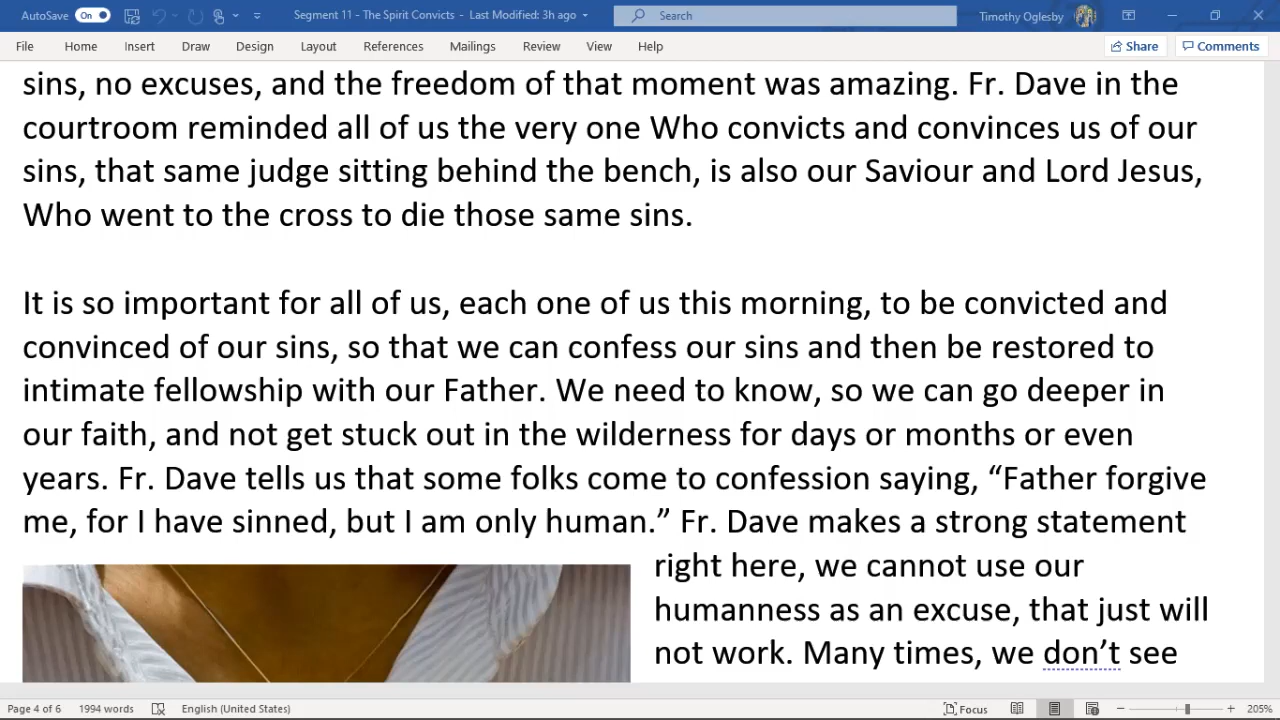 AutoSave On Segment 11 - The Spirit Convicts - Last Modified: 3h ago Search Timothy Oglesby
File Home Insert Draw Design Layout References Mailings Review View Help Share Comments
sins, no excuses, and the freedom of that moment was amazing. Fr. Dave in the
courtroom reminded all of us the very one Who convicts and convinces us of our
sins, that same judge sitting behind the bench, is also our Saviour and Lord Jesus,
Who went to the cross to die those same sins.
It is so important for all of us, each one of us this morning, to be convicted and
convinced of our sins, so that we can confess our sins and then be restored to
intimate fellowship with our Father. We need to know, so we can go deeper in
our faith, and not get stuck out in the wilderness for days or months or even
years. Fr. Dave tells us that some folks come to confession saying, “Father forgive
me, for I have sinned, but I am only human.” Fr. Dave makes a strong statement
right here, we cannot use our
humanness as an excuse, that just will
not work. Many times, we don’t see
Page 4 of 6 1994 words English (United States) Focus 205%